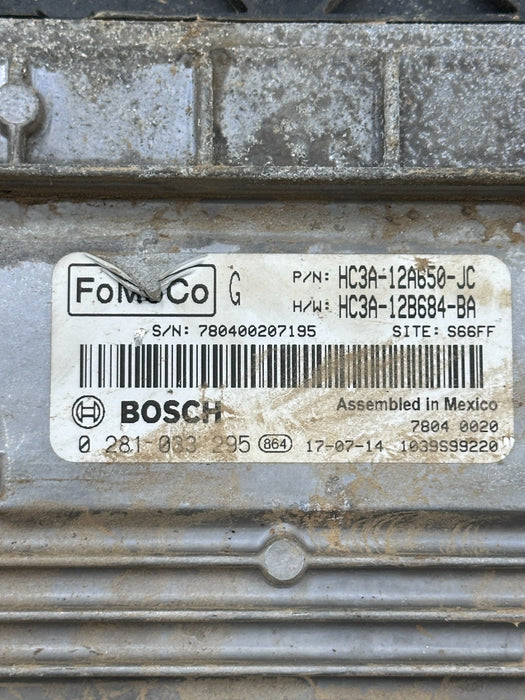 FoMoCo G P/N: HC3A-12A650-JC
H/W: HC3A-12B684-BA
S/N: 780400207195 SITE: S66FF
BOSCH Assembled in Mexico
7804 0020
0 281 033 295 864 17-07-14 1039S99220